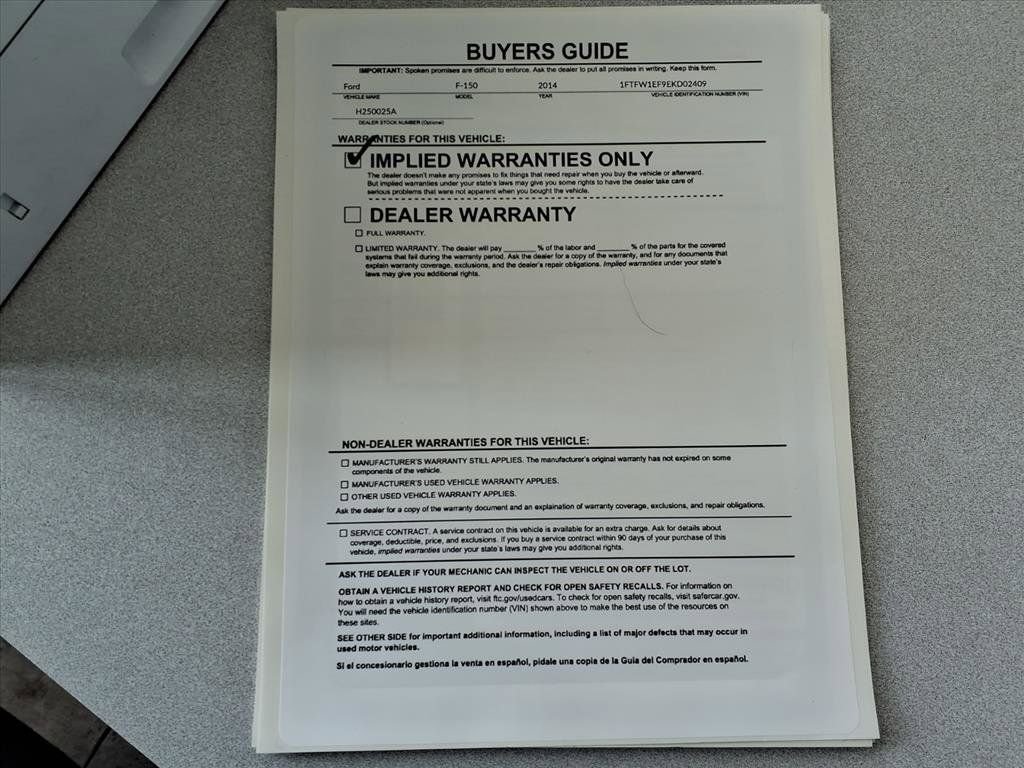 BUYERS GUIDE
IMPORTANT: Spoken promises are difficult to enforce. Ask the dealer to put all promises in writing. Keep this form.
Ford F-150 2014 1FTFW1EF9EKD02409
VEHICLE MAKE MODEL YEAR VEHICLE IDENTIFICATION NUMBER (VIN)
H250025A
DEALER STOCK NUMBER (Optional)
WARRANTIES FOR THIS VEHICLE:
IMPLIED WARRANTIES ONLY
The dealer doesn't make any promises to fix things that need repair when you buy the vehicle or afterward.
But implied warranties under your state's laws may give you some rights to have the dealer take care of
serious problems that were not apparent when you bought the vehicle.
DEALER WARRANTY
FULL WARRANTY.
LIMITED WARRANTY. The dealer will pay ______ % of the labor and ______ % of the parts for the covered
systems that fail during the warranty period. Ask the dealer for a copy of the warranty, and for any documents that
explain warranty coverage, exclusions, and the dealer's repair obligations. Implied warranties under your state's
laws may give you additional rights.
NON-DEALER WARRANTIES FOR THIS VEHICLE:
MANUFACTURER'S WARRANTY STILL APPLIES. The manufacturer's original warranty has not expired on some
components of the vehicle.
MANUFACTURER'S USED VEHICLE WARRANTY APPLIES.
OTHER USED VEHICLE WARRANTY APPLIES.
Ask the dealer for a copy of the warranty document and an explaination of warranty coverage, exclusions, and repair obligations.
SERVICE CONTRACT. A service contract on this vehicle is available for an extra charge. Ask for details about
coverage, deductible, price, and exclusions. If you buy a service contract within 90 days of your purchase of this
vehicle, implied warranties under your state's laws may give you additional rights.
ASK THE DEALER IF YOUR MECHANIC CAN INSPECT THE VEHICLE ON OR OFF THE LOT.
OBTAIN A VEHICLE HISTORY REPORT AND CHECK FOR OPEN SAFETY RECALLS. For information on
how to obtain a vehicle history report, visit ftc.gov/usedcars. To check for open safety recalls, visit safercar.gov.
You will need the vehicle identification number (VIN) shown above to make the best use of the resources on
these sites.
SEE OTHER SIDE for important additional information, including a list of major defects that may occur in
used motor vehicles.
Si el concesionario gestiona la venta en español, pídale una copia de la Guía del Comprador en español.